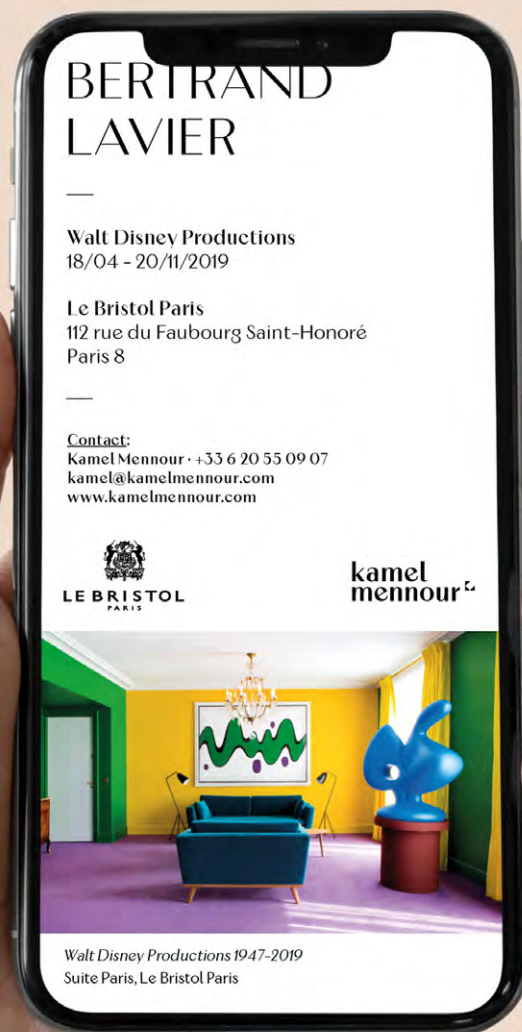 BERTRAND
LAVIER
Walt Disney Productions
18/04 - 20/11/2019
Le Bristol Paris
112 rue du Faubourg Saint-Honoré
Paris 8
Contact:
Kamel Mennour · +33 6 20 55 09 07
kamel@kamelmennour.com
www.kamelmennour.com
LE BRISTOL
PARIS
kamel
mennour
Walt Disney Productions 1947-2019
Suite Paris, Le Bristol Paris